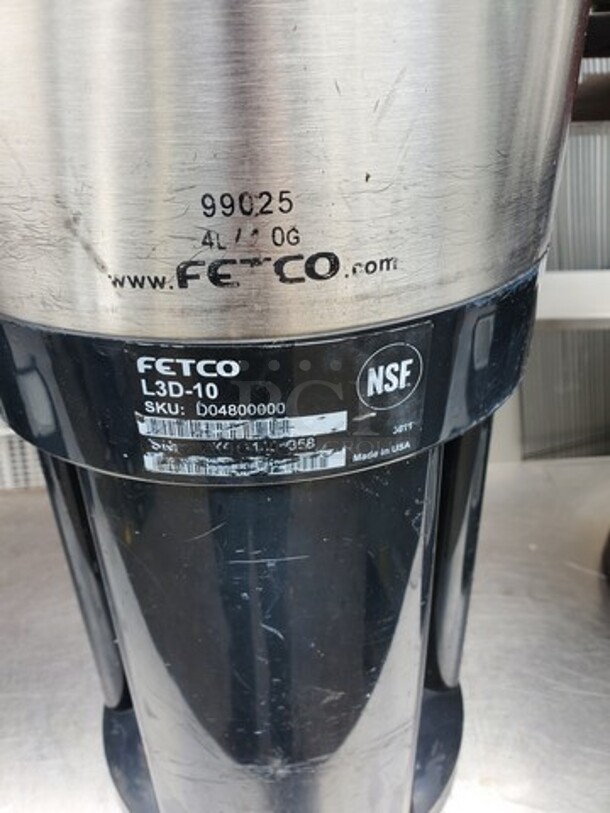 99025
www.FETCO.com
FETCO
L3D-10
SKU: D04800000
NSF
Made in USA